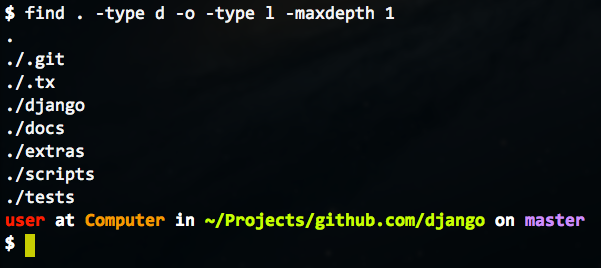 $ find . -type d -o -type l -maxdepth 1
.
./.git
./.tx
./django
./docs
./extras
./scripts
./tests
user at Computer in ~/Projects/github.com/django on master
$